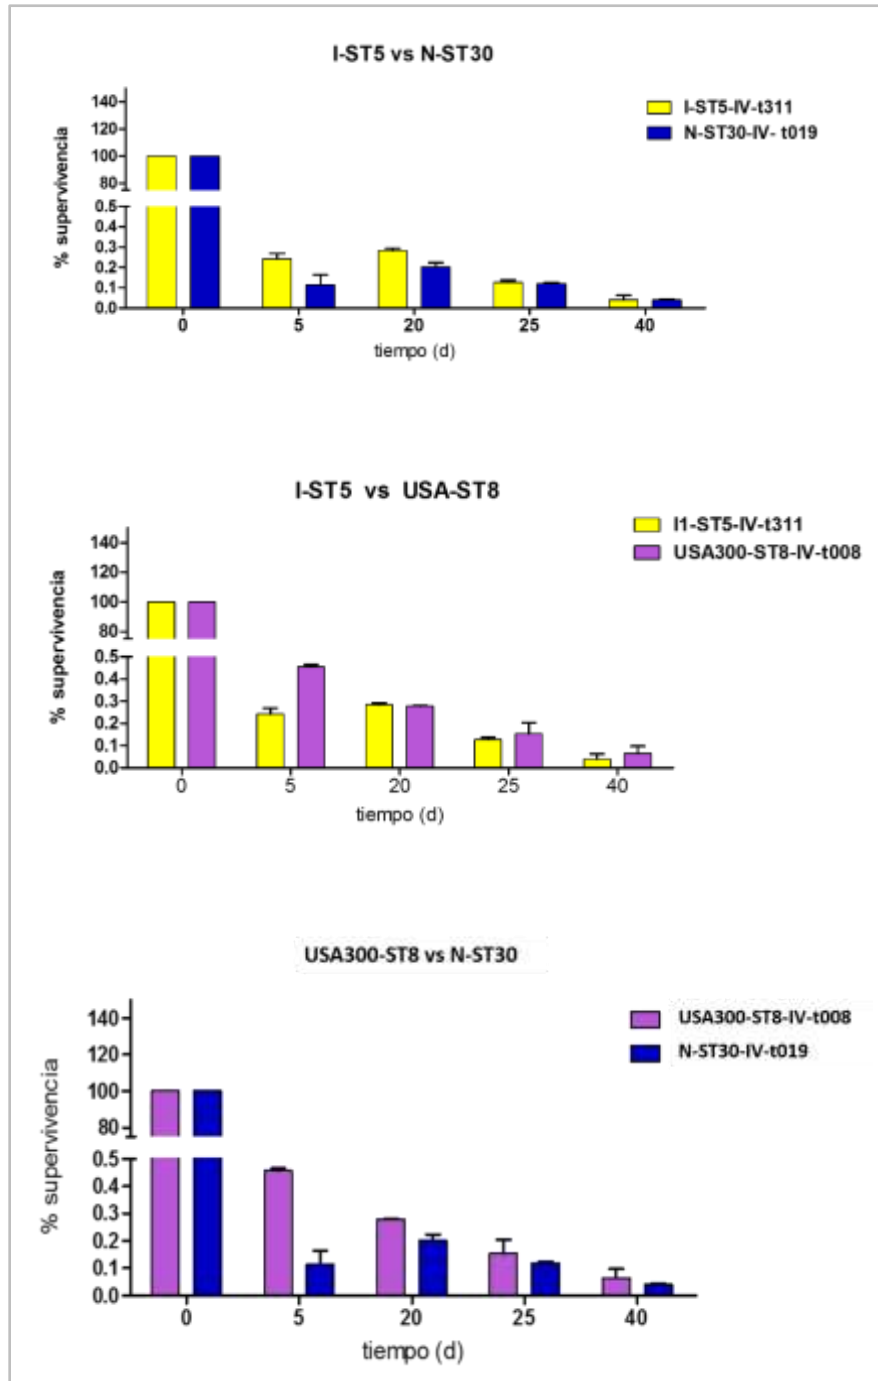 I-ST5 vs N-ST30
I-ST5-IV-t311
N-ST30-IV- t019
% supervivencia
140
120
100
80
0.5
0.4
0.3
0.2
0.1
0.0
0 5 20 25 40
tiempo (d)
I-ST5 vs USA-ST8
I1-ST5-IV-t311
USA300-ST8-IV-t008
% supervivencia
140
120
100
80
0.5
0.4
0.3
0.2
0.1
0.0
0 5 20 25 40
tiempo (d)
USA300-ST8 vs N-ST30
USA300-ST8-IV-t008
N-ST30-IV-t019
% supervivencia
140
120
100
80
0.5
0.4
0.3
0.2
0.1
0.0
0 5 20 25 40
tiempo (d)